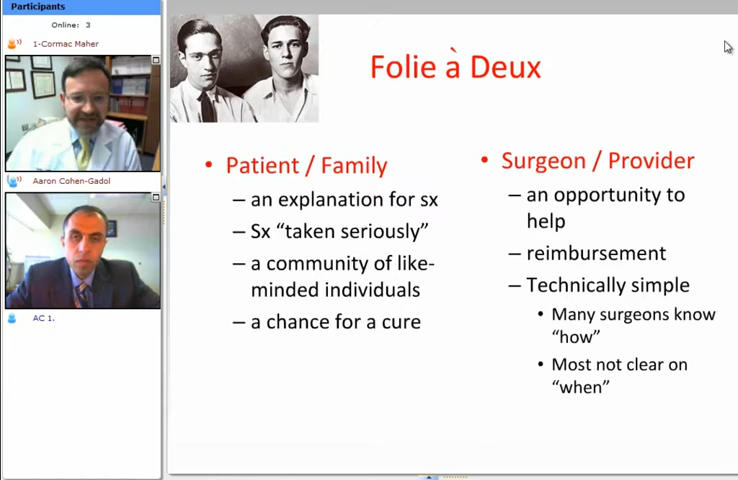 Participants
Online: 3
1-Cormac Maher
Aaron Cohen-Gadol
AC 1.
Folie à Deux
• Patient / Family
– an explanation for sx
– Sx “taken seriously”
– a community of like-
minded individuals
– a chance for a cure
• Surgeon / Provider
– an opportunity to
help
– reimbursement
– Technically simple
• Many surgeons know
“how”
• Most not clear on
“when”